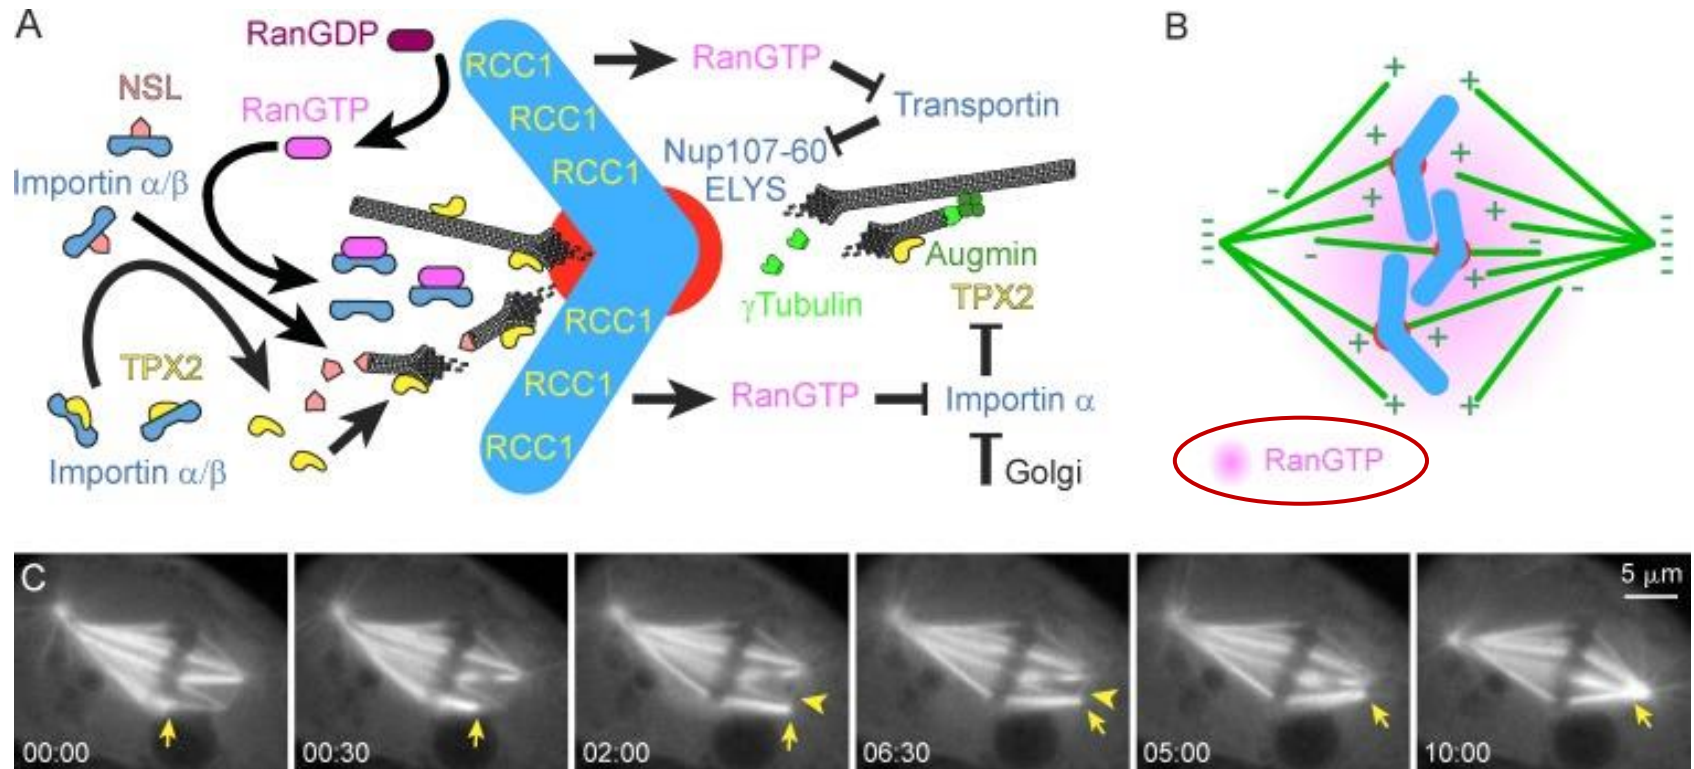 A
RanGDP
NSL
RanGTP
Importin α/β
TPX2
Importin α/β
RCC1
RCC1
RCC1
RCC1
RCC1
RCC1
RanGTP
Transportin
Nup107-60
ELYS
Augmin
TPX2
γTubulin
RanGTP
Importin α
Golgi
B
+
+
+
+
+
+
+
+
+
+
+
-
-
-
-
-
-
-
-
-
-
-
-
RanGTP
C
5 μm
00:00
00:30
02:00
06:30
05:00
10:00